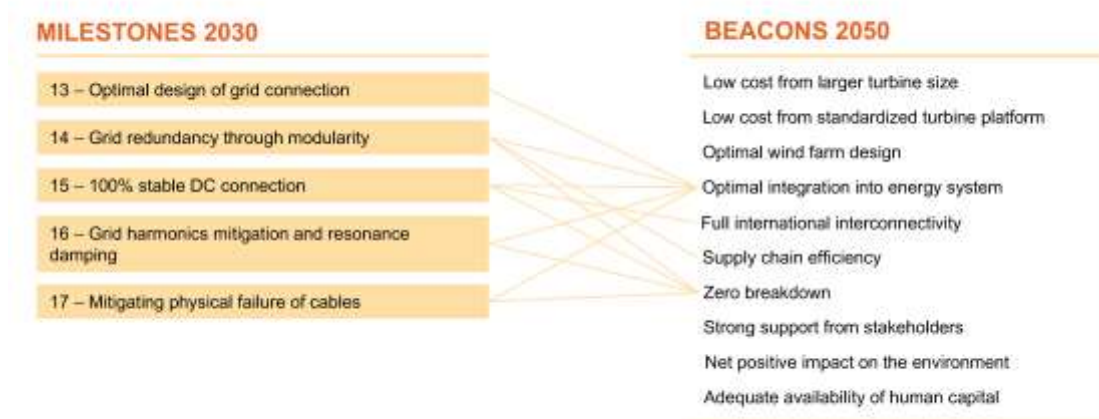 MILESTONES 2030
13 – Optimal design of grid connection
14 – Grid redundancy through modularity
15 – 100% stable DC connection
16 – Grid harmonics mitigation and resonance
damping
17 – Mitigating physical failure of cables
BEACONS 2050
Low cost from larger turbine size
Low cost from standardized turbine platform
Optimal wind farm design
Optimal integration into energy system
Full international interconnectivity
Supply chain efficiency
Zero breakdown
Strong support from stakeholders
Net positive impact on the environment
Adequate availability of human capital